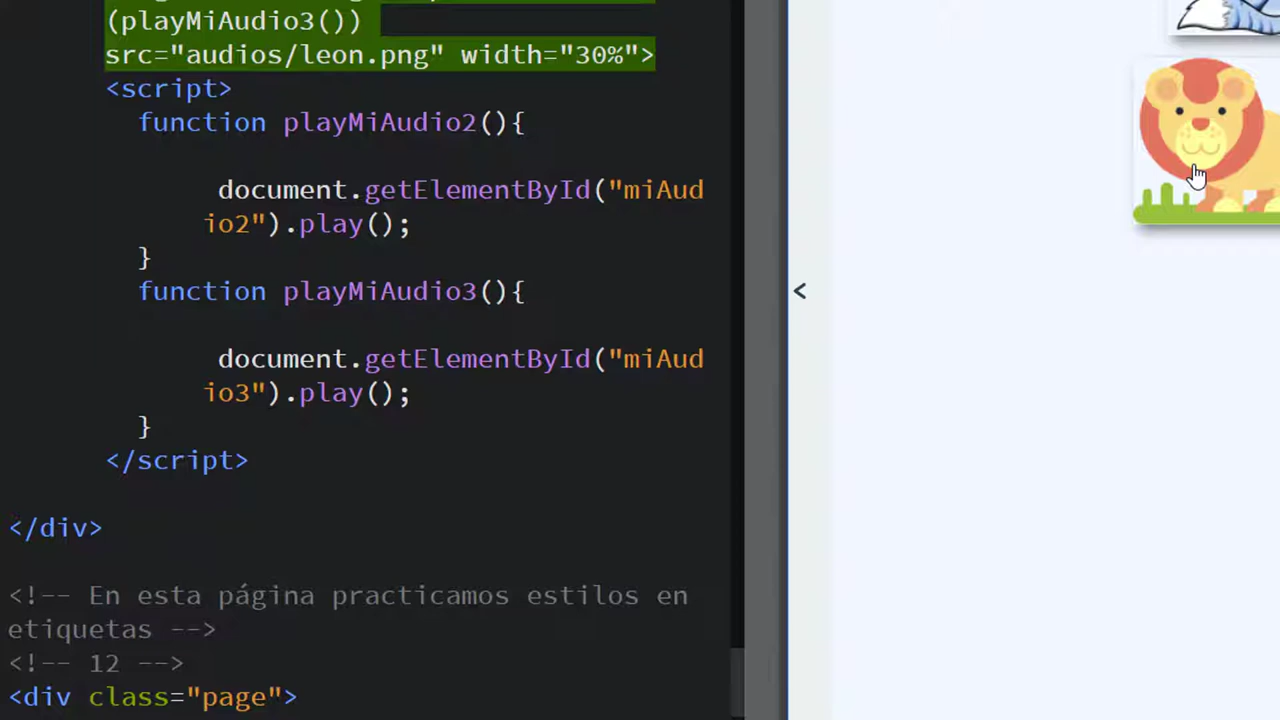 (playMiAudio3())
src="audios/leon.png" width="30%">
<script>
function playMiAudio2(){
document.getElementById("miAud
io2").play();
}
function playMiAudio3(){
document.getElementById("miAud
io3").play();
}
</script>
</div>
<!-- En esta página practicamos estilos en
etiquetas -->
<!-- 12 -->
<div class="page">
<